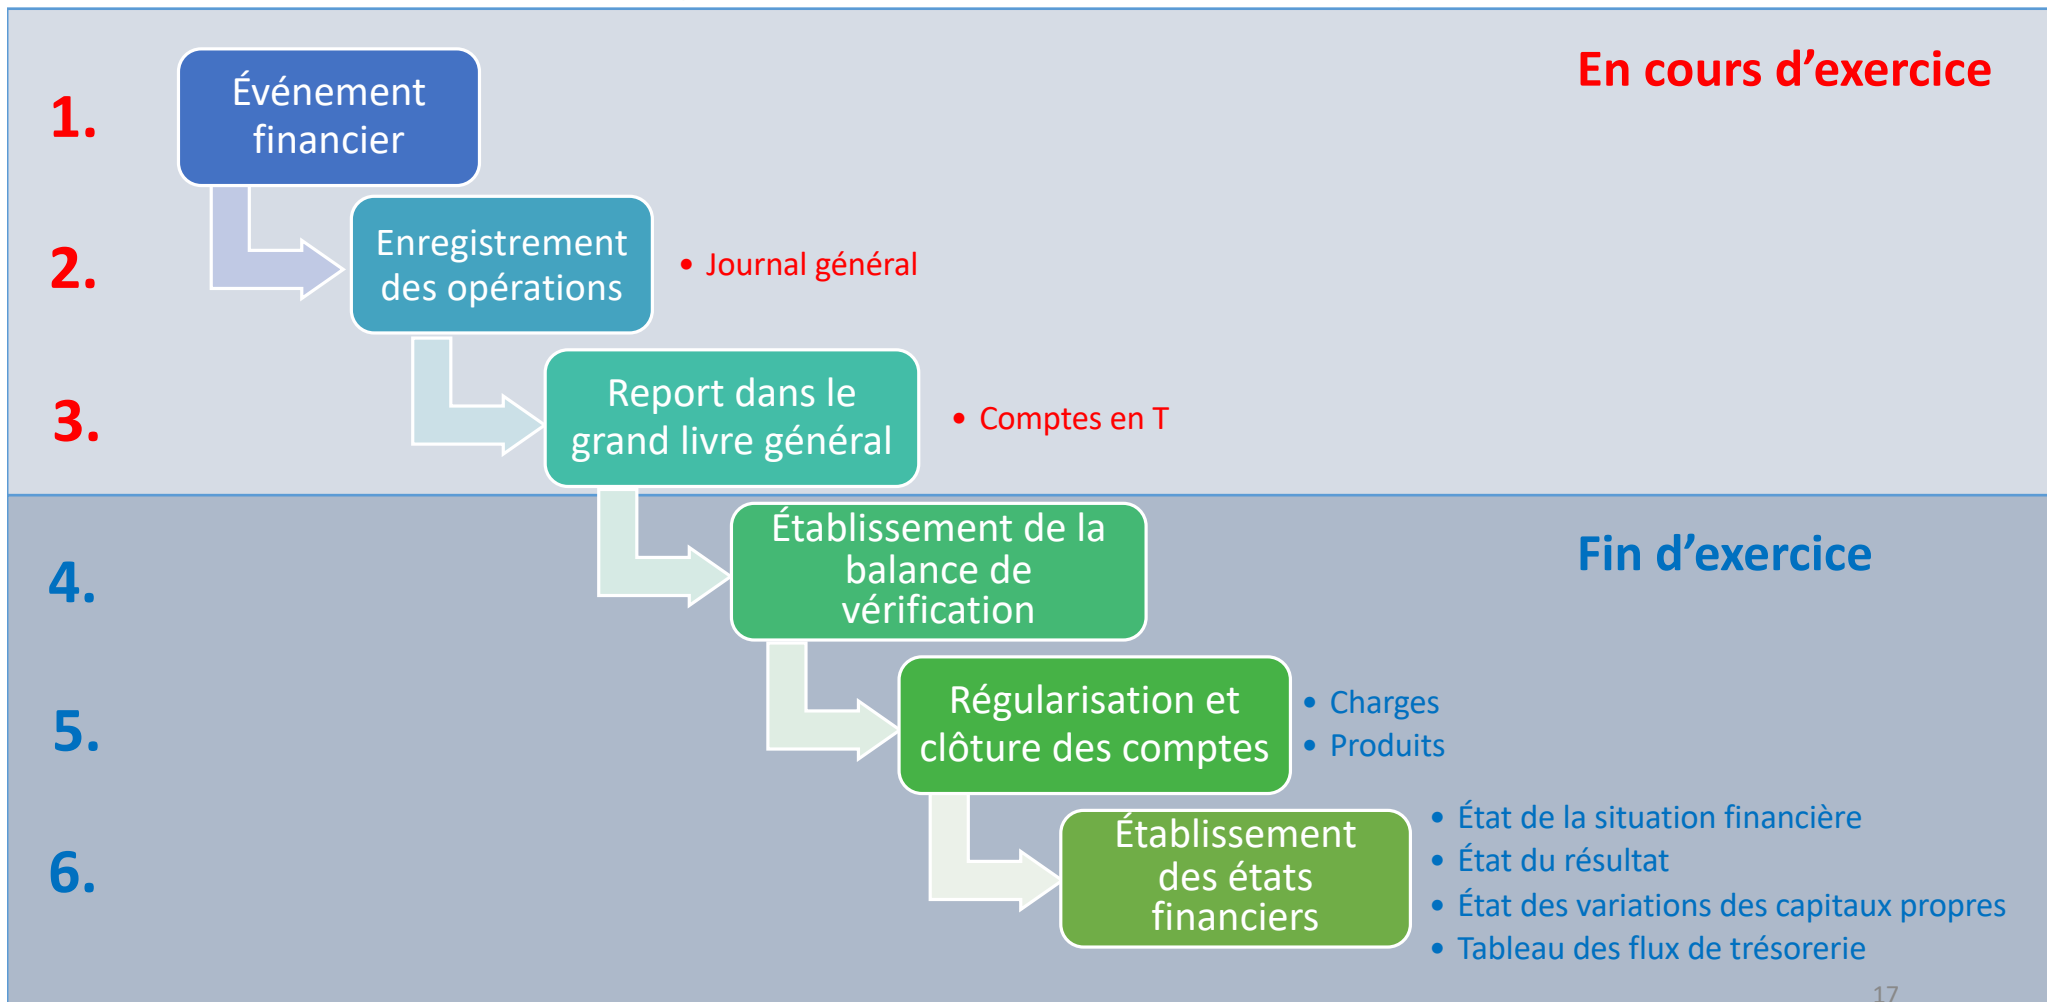 En cours d’exercice
1.
Événement
financier
2.
Enregistrement
des opérations
• Journal général
3.
Report dans le
grand livre général
• Comptes en T
Fin d’exercice
4.
Établissement de la
balance de
vérification
5.
Régularisation et
clôture des comptes
• Charges
• Produits
6.
Établissement
des états
financiers
• État de la situation financière
• État du résultat
• État des variations des capitaux propres
• Tableau des flux de trésorerie
17